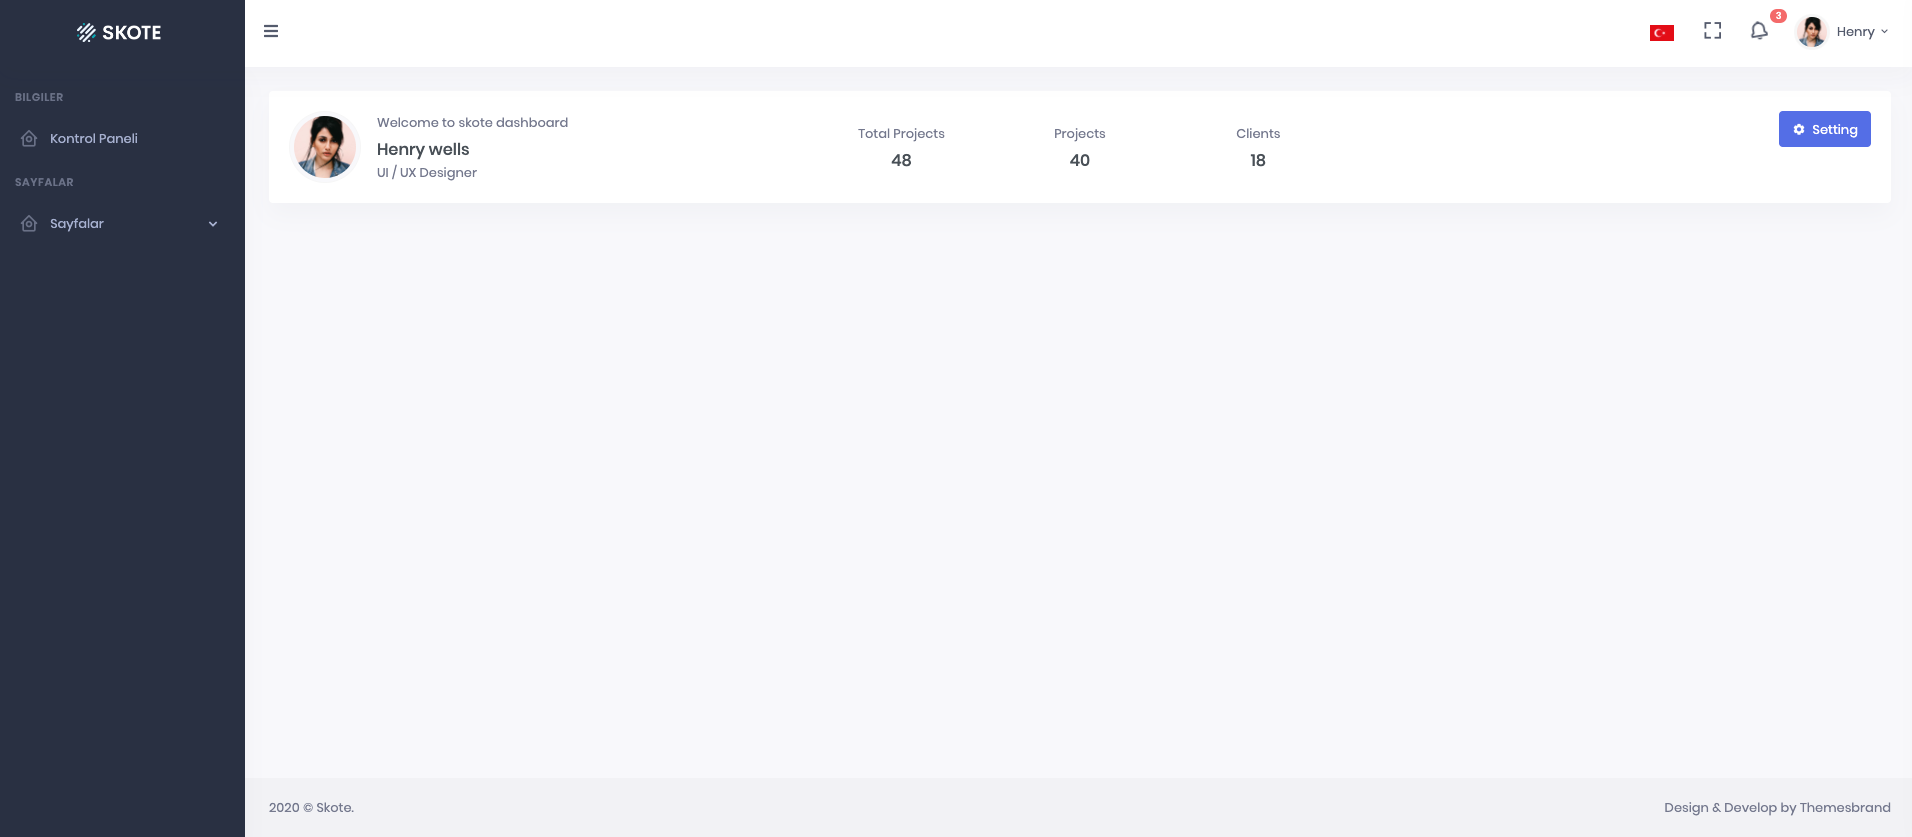 SKOTE
3
Henry
BILGILER
Kontrol Paneli
SAYFALAR
Sayfalar
Welcome to skote dashboard
Henry wells
UI / UX Designer
Total Projects
48
Projects
40
Clients
18
Setting
2020 © Skote.
Design & Develop by Themesbrand